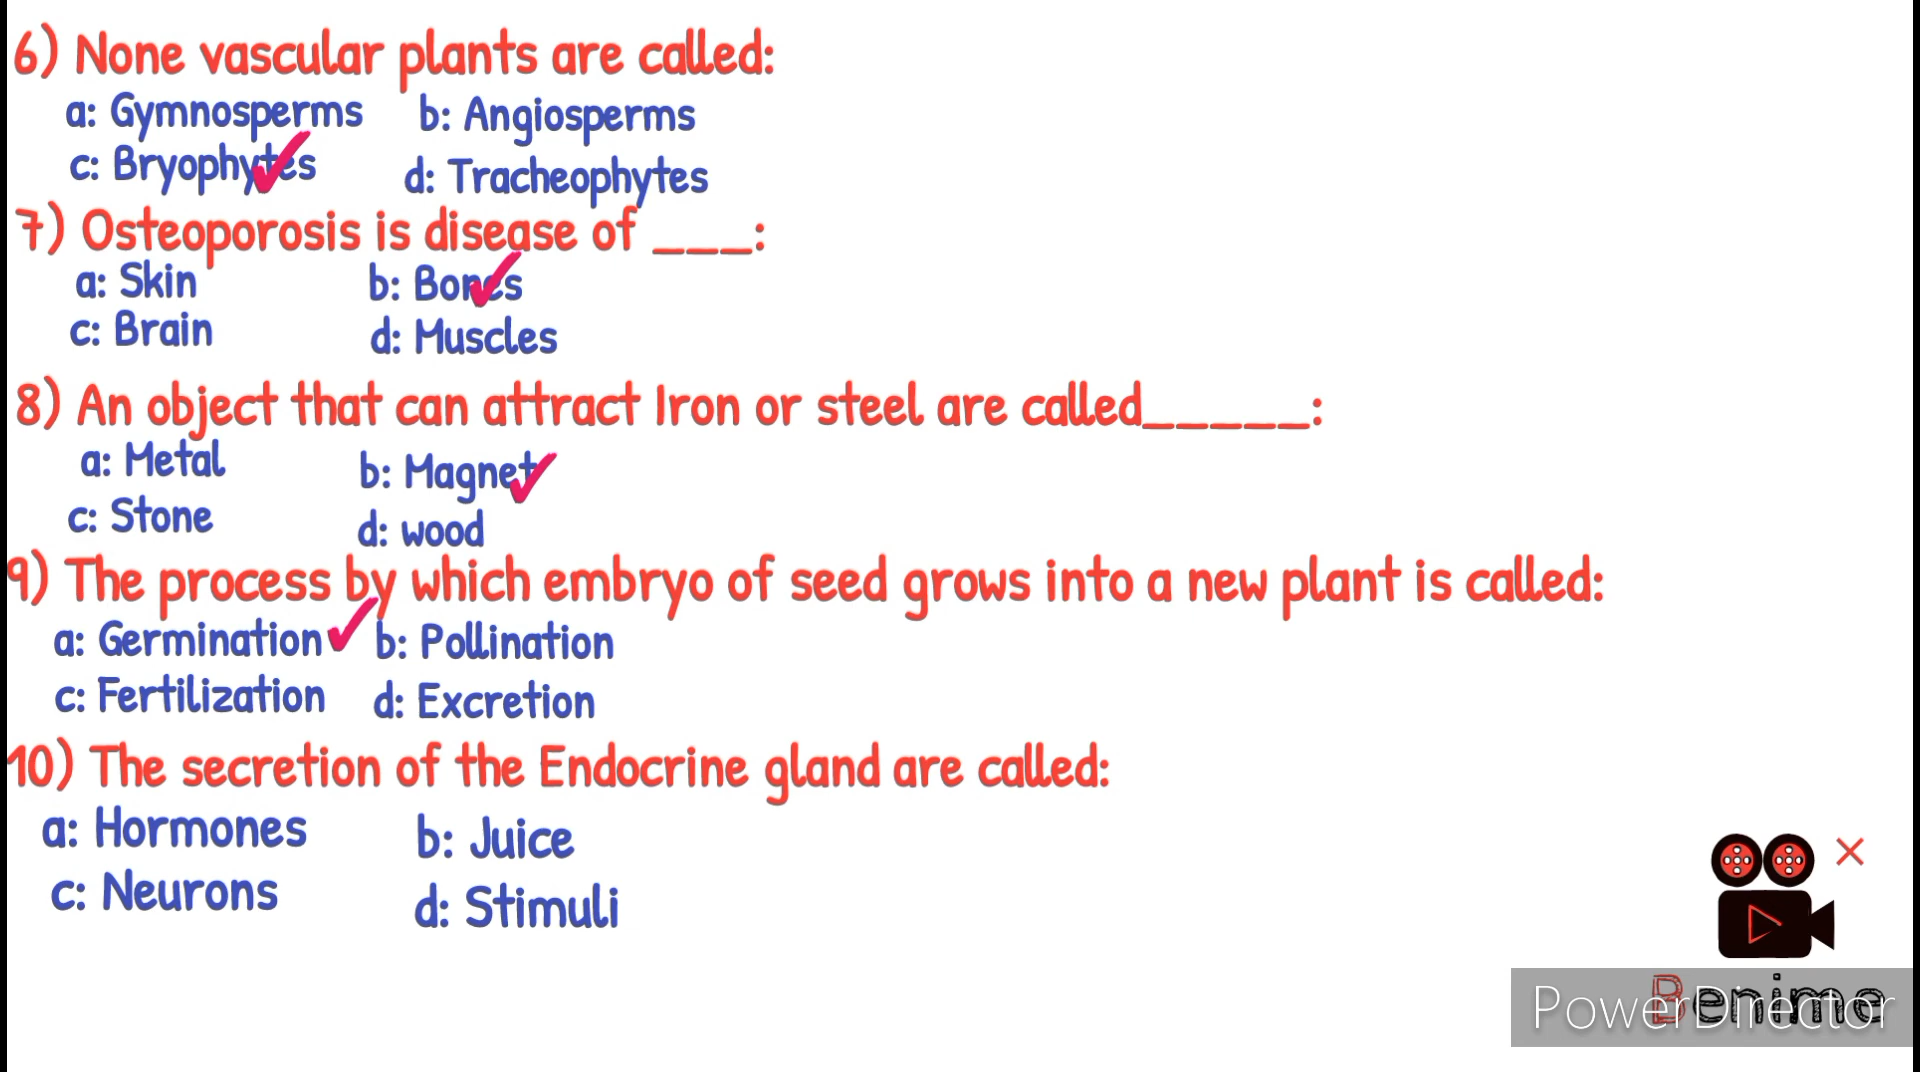 6) None vascular plants are called:
a: Gymnosperms b: Angiosperms
c: Bryophytes d: Tracheophytes
7) Osteoporosis is disease of ___:
a: Skin b: Bones
c: Brain d: Muscles
8) An object that can attract Iron or steel are called_____:
a: Metal b: Magnet
c: Stone d: wood
9) The process by which embryo of seed grows into a new plant is called:
a: Germination b: Pollination
c: Fertilization d: Excretion
10) The secretion of the Endocrine gland are called:
a: Hormones b: Juice
c: Neurons d: Stimuli
Benime
PowerDirector